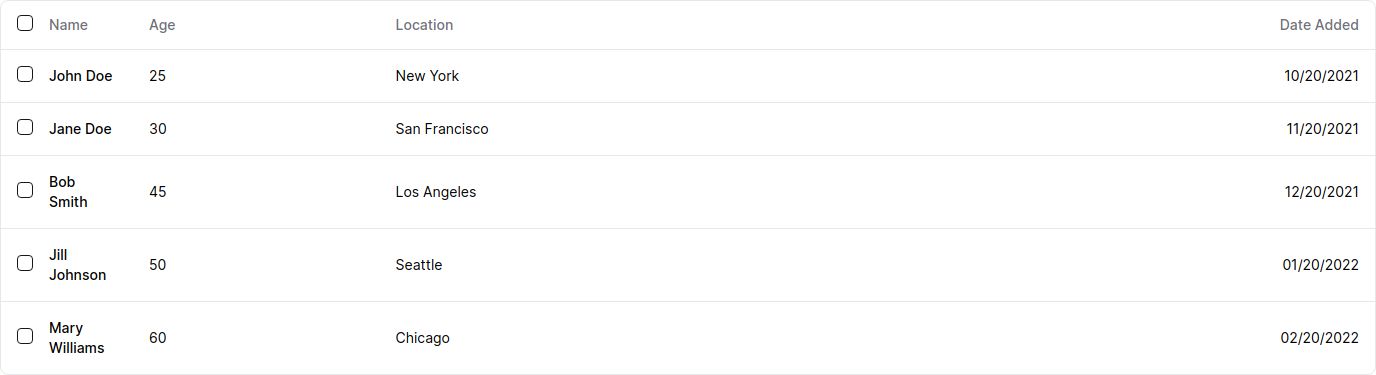 Name Age Location Date Added
John Doe 25 New York 10/20/2021
Jane Doe 30 San Francisco 11/20/2021
Bob
Smith 45 Los Angeles 12/20/2021
Jill
Johnson 50 Seattle 01/20/2022
Mary
Williams 60 Chicago 02/20/2022